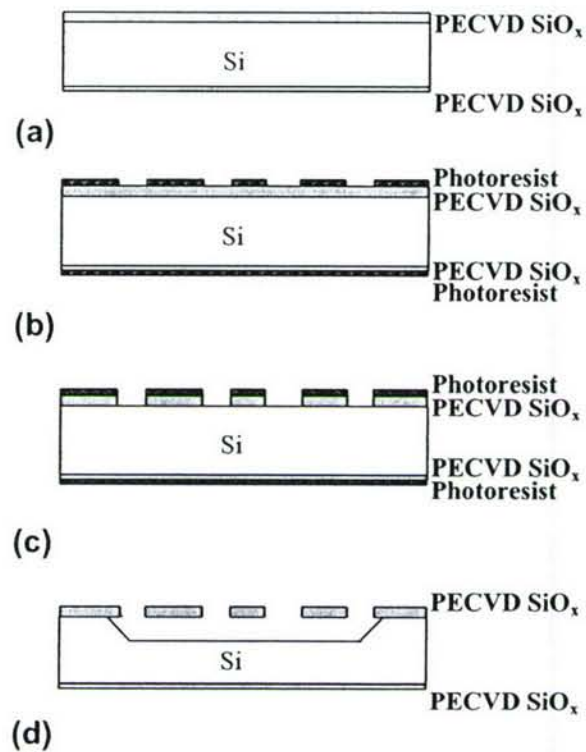 PECVD SiOₓ
Si
PECVD SiOₓ
(a)
Photoresist
PECVD SiOₓ
Si
PECVD SiOₓ
Photoresist
(b)
Photoresist
PECVD SiOₓ
Si
PECVD SiOₓ
Photoresist
(c)
PECVD SiOₓ
Si
PECVD SiOₓ
(d)